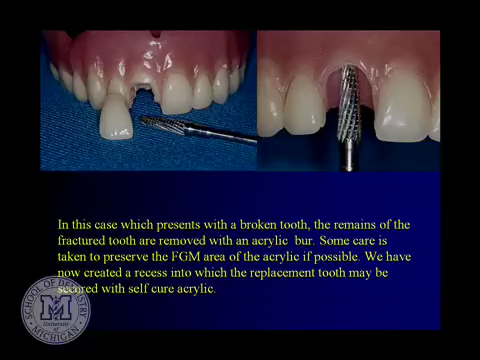 In this case which presents with a broken tooth, the remains of the
fractured tooth are removed with an acrylic bur. Some care is
taken to preserve the FGM area of the acrylic if possible. We have
now created a recess into which the replacement tooth may be
secured with self cure acrylic.
SCHOOL OF DENTISTRY
M
University
of
MICHIGAN